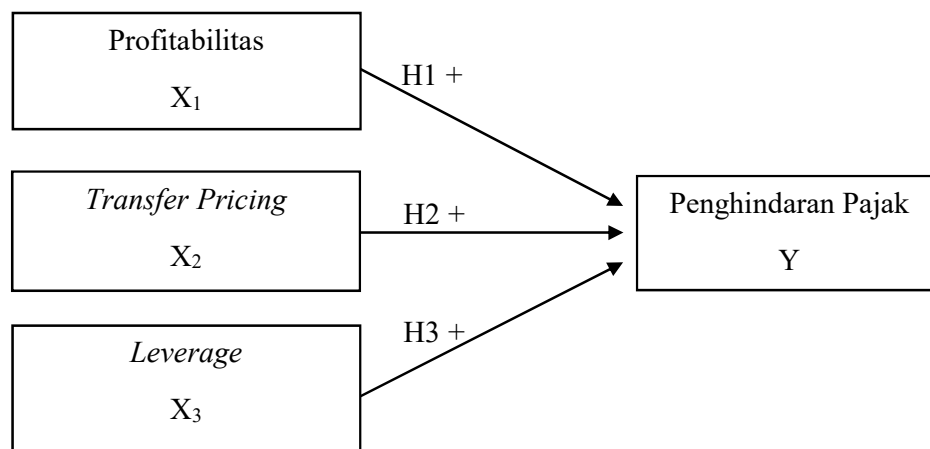 Profitabilitas
X₁
H1 +
Transfer Pricing
X₂
H2 +
Penghindaran Pajak
Y
Leverage
X₃
H3 +